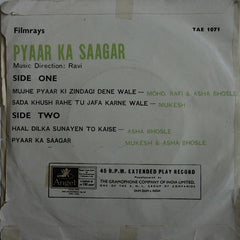 Filmrays
TAE 1071
PYAAR KA SAAGAR
Music Direction: Ravi
SIDE ONE
MUJHE PYAAR KI ZINDAGI DENE WALE — MOHD. RAFI & ASHA BHOSLE
SADA KHUSH RAHE TU JAFA KARNE WALE — MUKESH
SIDE TWO
HAAL DILKA SUNAYEN TO KAISE — ASHA BHOSLE
PYAAR KA SAAGAR MUKESH & ASHA BHOSLE
Angel
45 R.P.M. EXTENDED PLAY RECORD
THE GRAMOPHONE COMPANY OF INDIA LIMITED